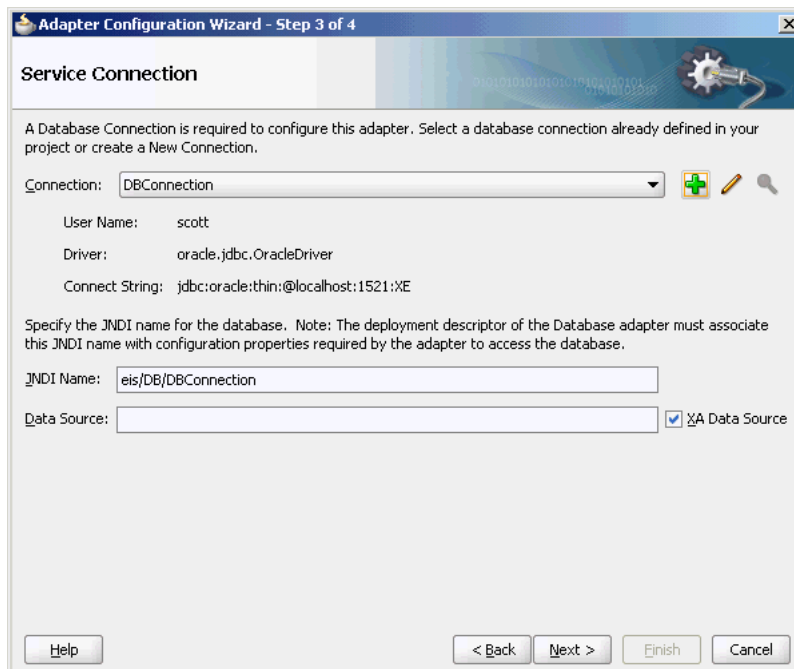 Adapter Configuration Wizard - Step 3 of 4
Service Connection
0101010101010101010101010101
01010101010
A Database Connection is required to configure this adapter. Select a database connection already defined in your
project or create a New Connection.
Connection: DBConnection
User Name: scott
Driver: oracle.jdbc.OracleDriver
Connect String: jdbc:oracle:thin:@localhost:1521:XE
Specify the JNDI name for the database. Note: The deployment descriptor of the Database adapter must associate
this JNDI name with configuration properties required by the adapter to access the database.
JNDI Name: eis/DB/DBConnection
Data Source: XA Data Source
Help < Back Next > Finish Cancel